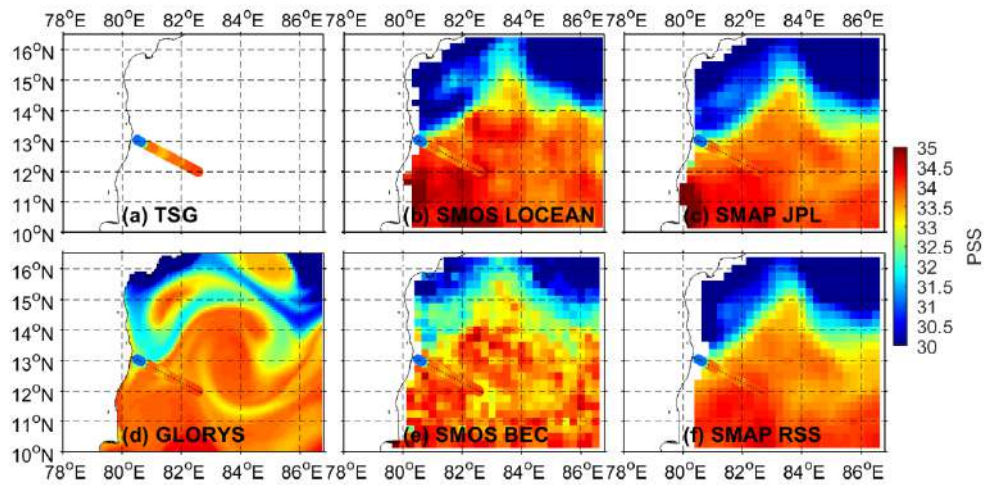 78°E 80°E 82°E 84°E 86°E 78°E 80°E 82°E 84°E 86°E 78°E 80°E 82°E 84°E 86°E
16°N
15°N
14°N
13°N
12°N
11°N
10°N
(a) TSG
(b) SMOS LOCEAN
(c) SMAP JPL
16°N
15°N
14°N
13°N
12°N
11°N
10°N
(d) GLORYS
(e) SMOS BEC
(f) SMAP RSS
78°E 80°E 82°E 84°E 86°E 78°E 80°E 82°E 84°E 86°E 78°E 80°E 82°E 84°E 86°E
35
34.5
34
33.5
33
32.5
32
31.5
31
30.5
30
PSS